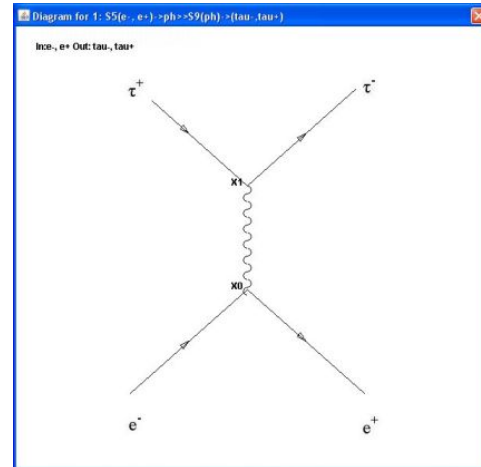 Diagram for 1: S5(e-, e+)->ph>>S9(ph)->(tau-,tau+)
In:e-, e+ Out: tau-, tau+
τ+ τ-
X1
X0
e- e+